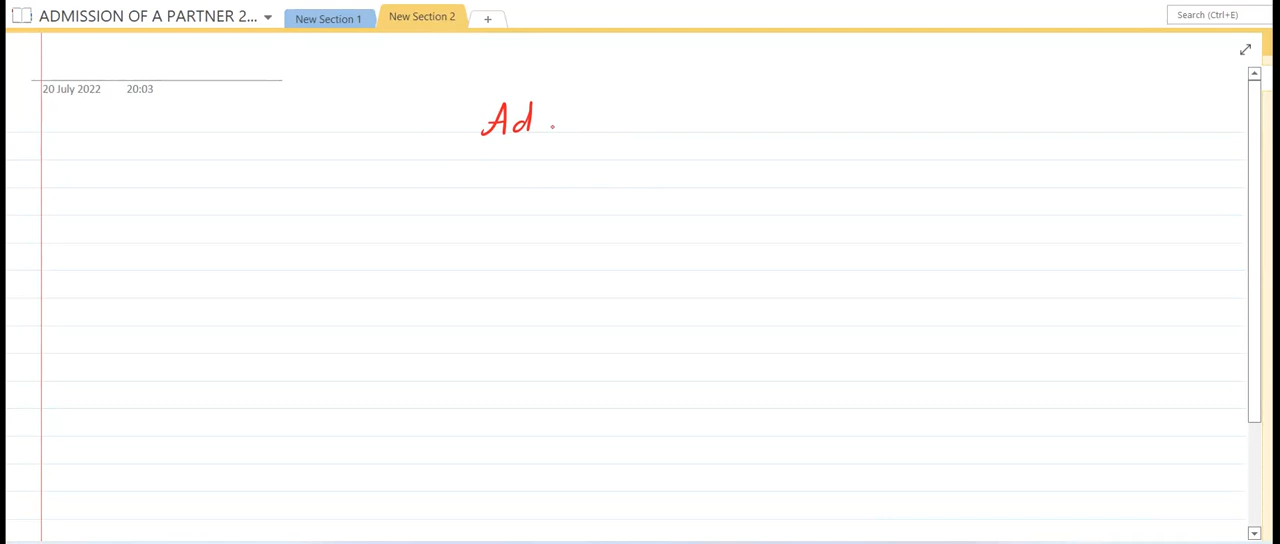 ADMISSION OF A PARTNER 2... New Section 1 New Section 2 + Search (Ctrl+E)
20 July 2022 20:03
Ad